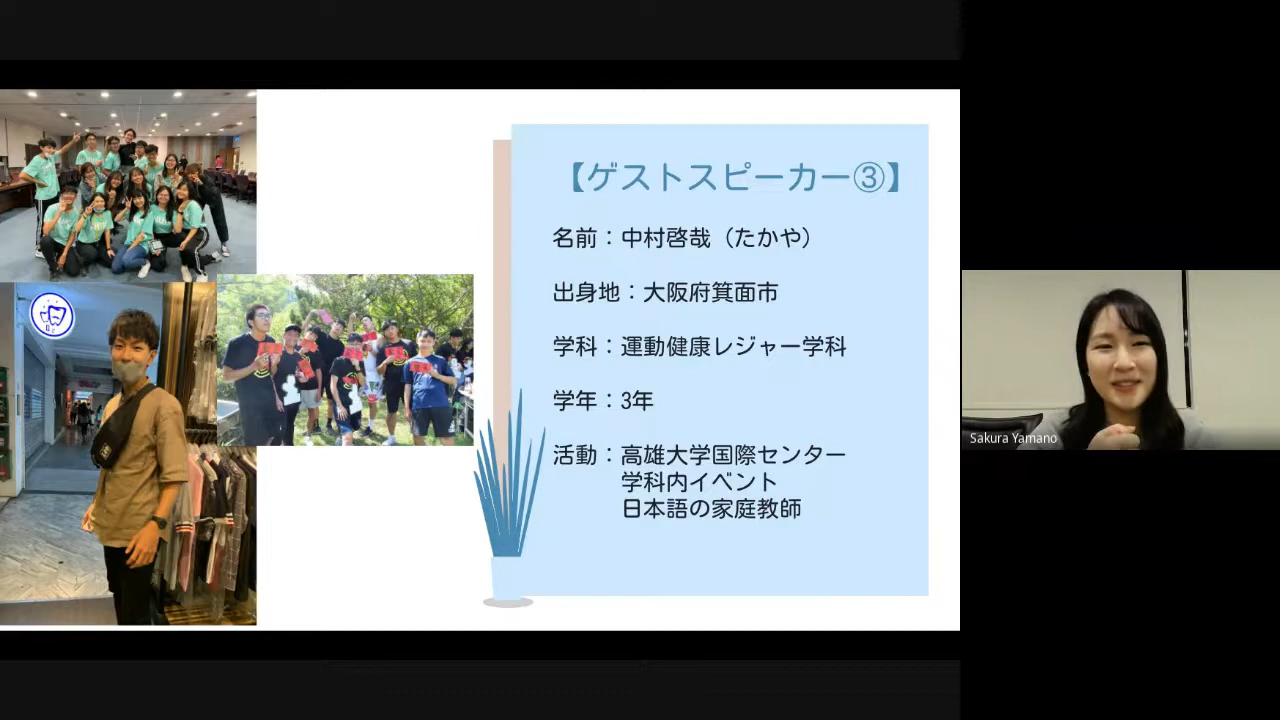 【ゲストスピーカー③】
名前：中村啓哉（たかや）
出身地：大阪府箕面市
学科：運動健康レジャー学科
学年：3年
活動：高雄大学国際センター
学科内イベント
日本語の家庭教師
Sakura Yamano